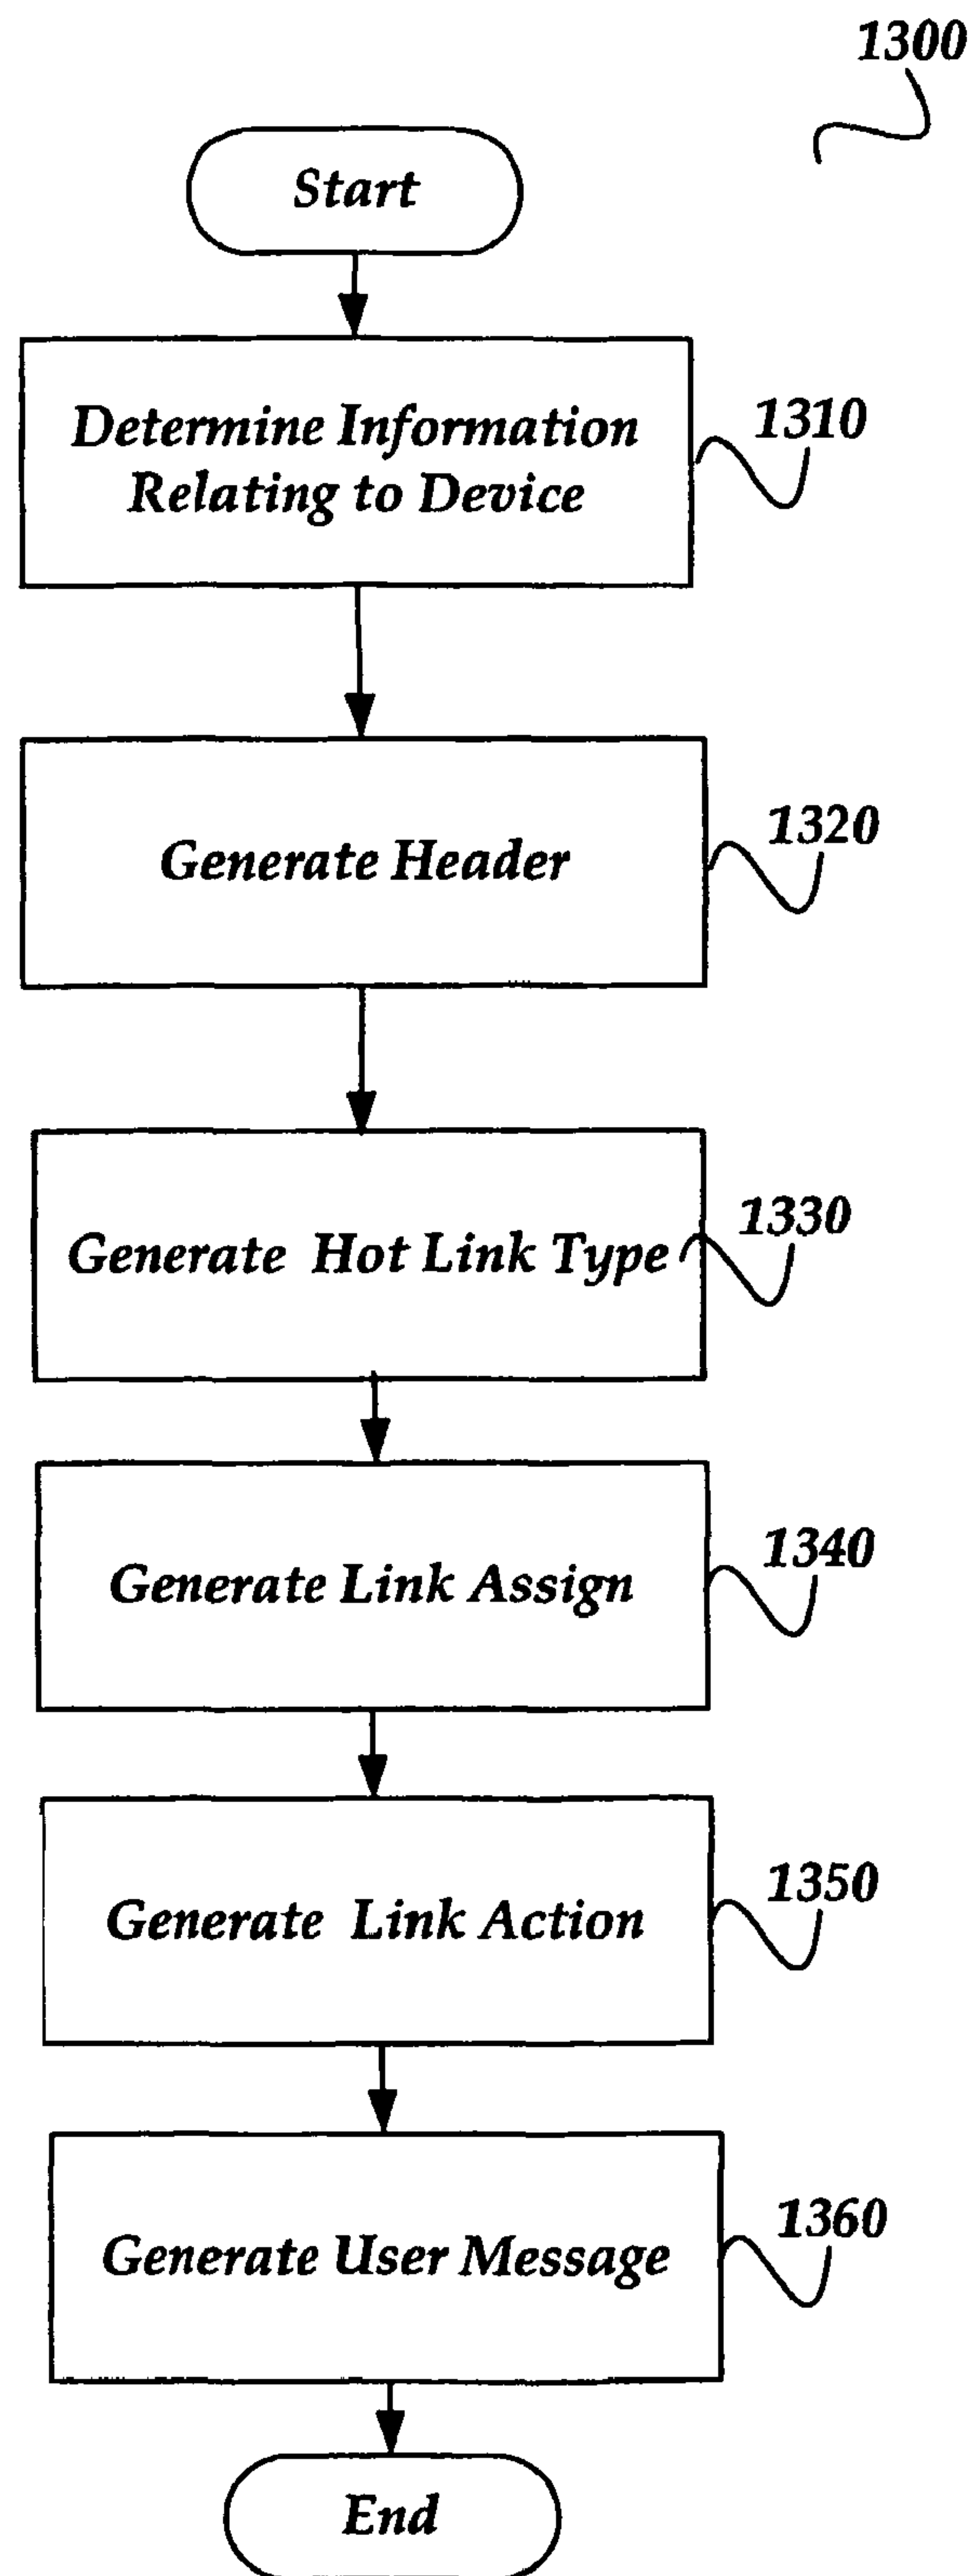 1300
Start
Determine Information
Relating to Device
1310
Generate Header
1320
Generate Hot Link Type
1330
Generate Link Assign
1340
Generate Link Action
1350
Generate User Message
1360
End